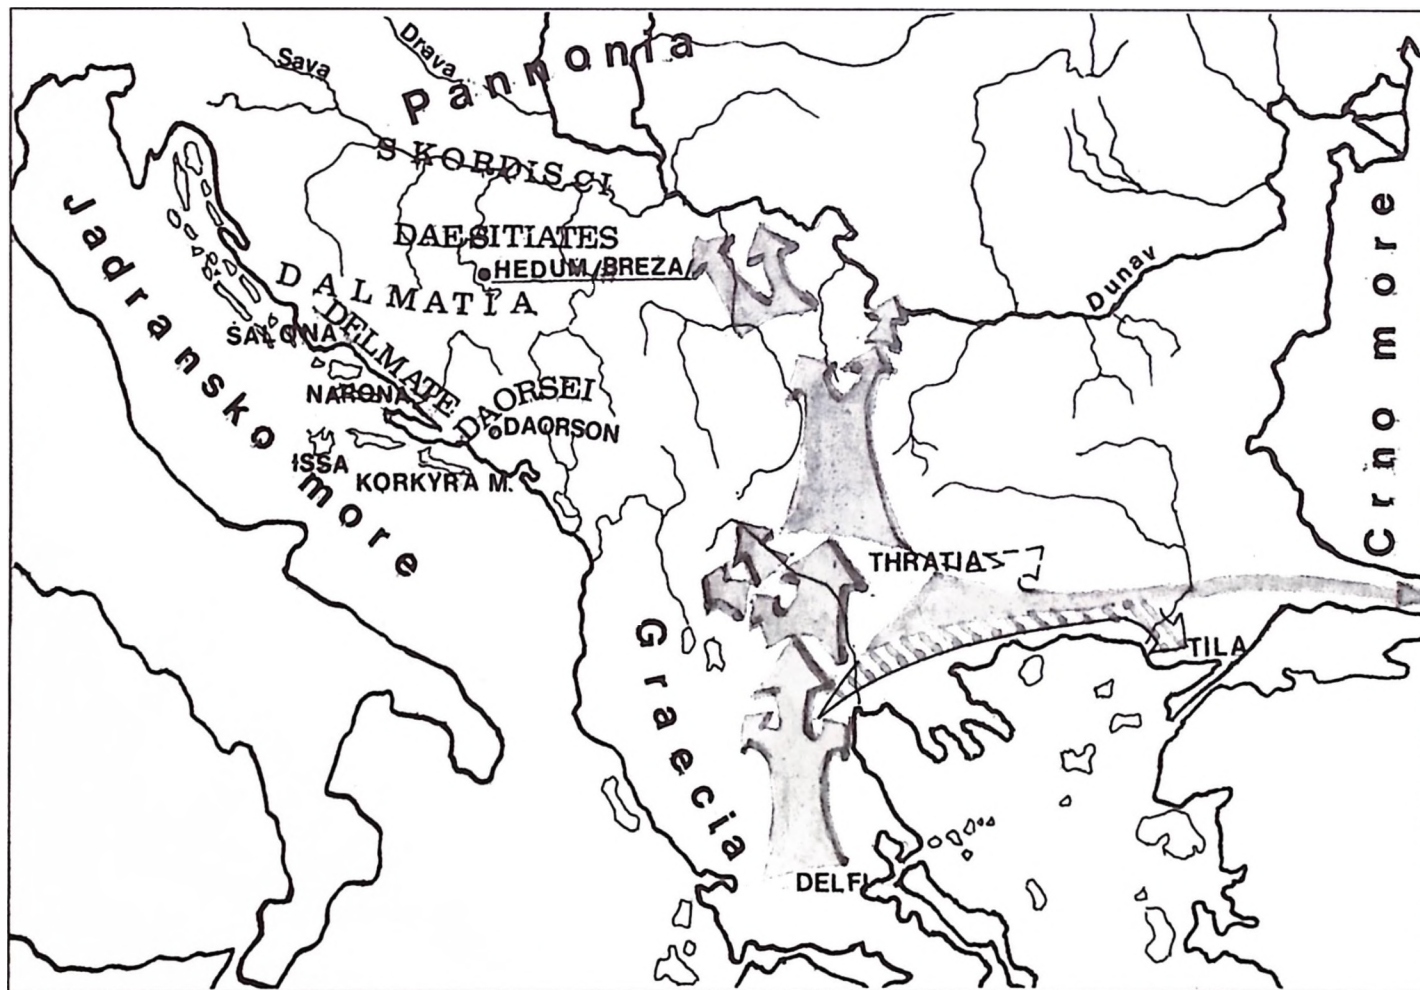 Sava
Drava
Pannonia
SKORDISCI
DAESITIATES
HEDUM/BREZA
DALMATIA
DELMATE
SALONA
NARONA
DAORSEI
DAORSON
ISSA
KORKYRA M.
Jadransko more
Dunav
Crno more
THRATIA
TILA
Graecia
DELFI